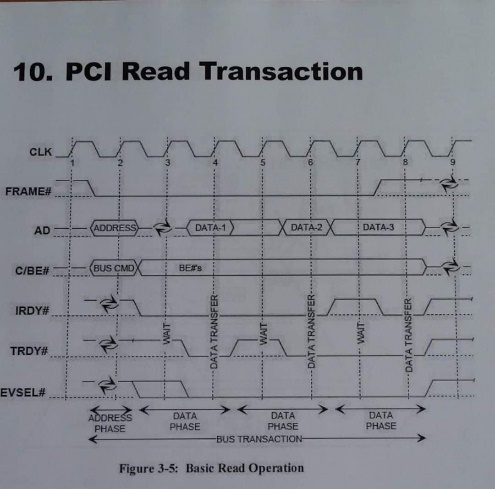 10. PCI Read Transaction
CLK
1 2 3 4 5 6 7 8 9
FRAME#
AD
ADDRESS DATA-1 DATA-2 DATA-3
C/BE#
BUS CMD BE#'s
IRDY#
WAIT DATA TRANSFER WAIT DATA TRANSFER WAIT DATA TRANSFER
TRDY#
EVSEL#
ADDRESS PHASE
DATA PHASE
DATA PHASE
DATA PHASE
BUS TRANSACTION
Figure 3-5: Basic Read Operation